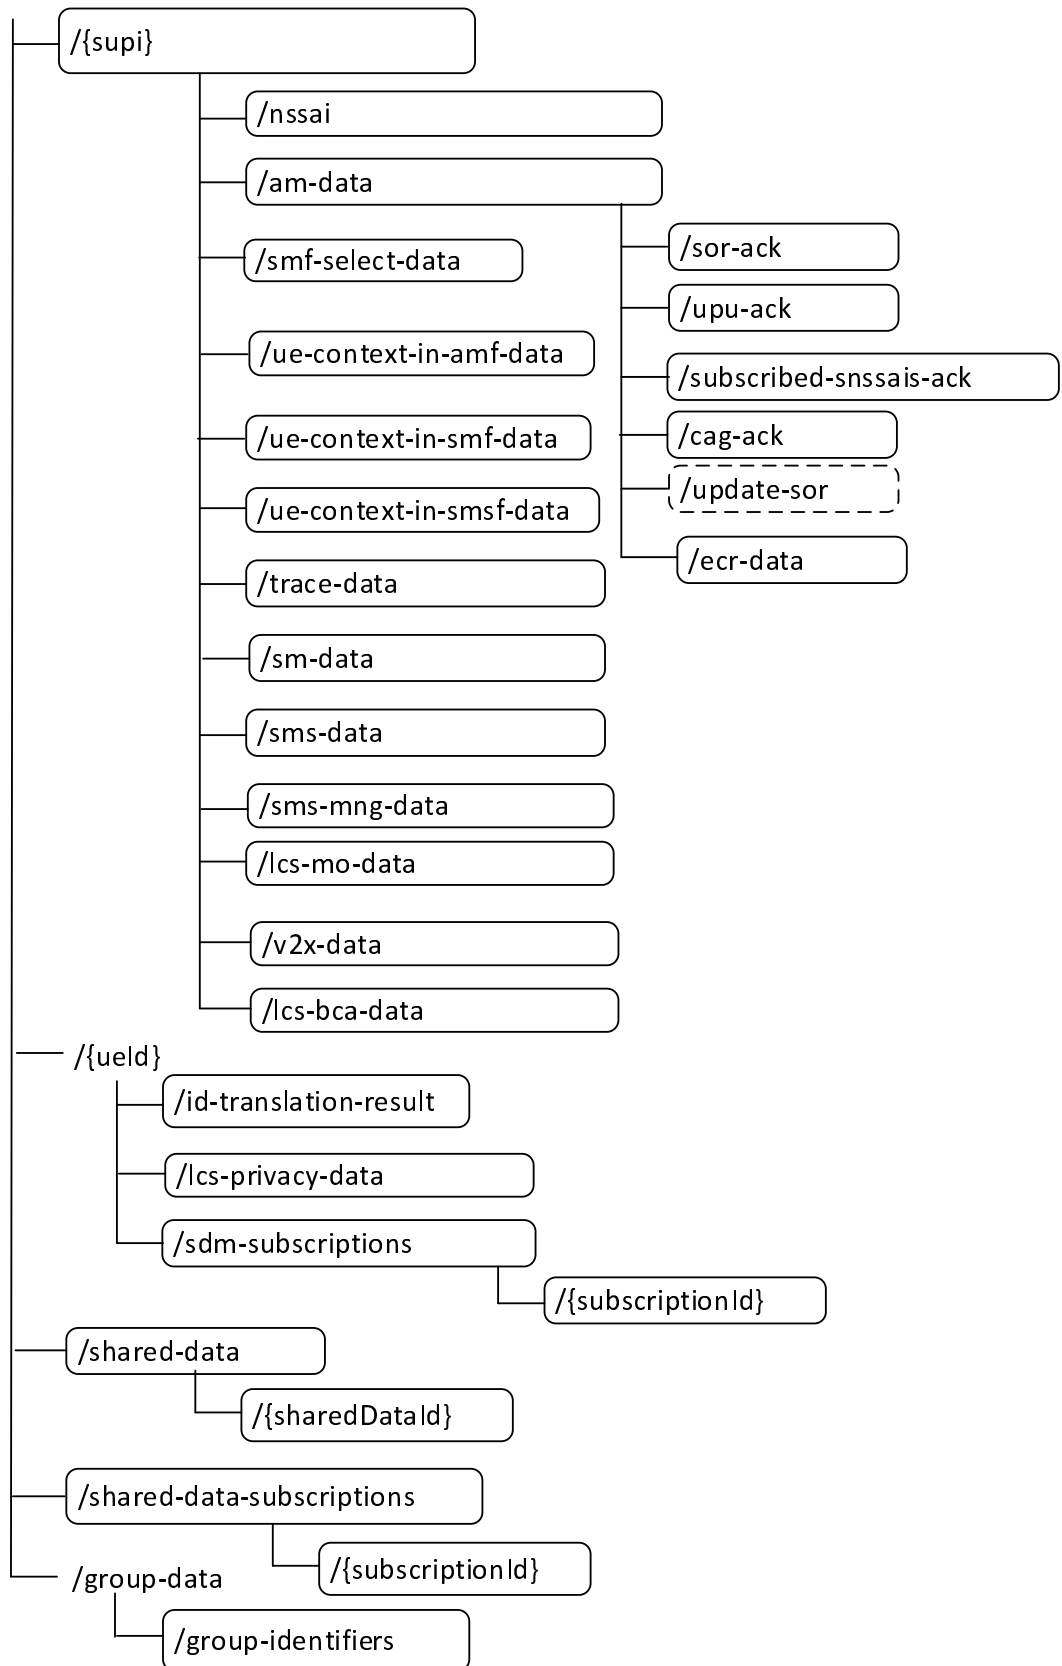 /{supi}
/nssai
/am-data
/sor-ack
/smf-select-data
/upu-ack
/ue-context-in-amf-data
/subscribed-snssais-ack
/ue-context-in-smf-data
/cag-ack
/update-sor
/ue-context-in-smsf-data
/ecr-data
/trace-data
/sm-data
/sms-data
/sms-mng-data
/lcs-mo-data
/v2x-data
/lcs-bca-data
/{ueId}
/id-translation-result
/lcs-privacy-data
/sdm-subscriptions
/{subscriptionId}
/shared-data
/{sharedDataId}
/shared-data-subscriptions
/{subscriptionId}
/group-data
/group-identifiers